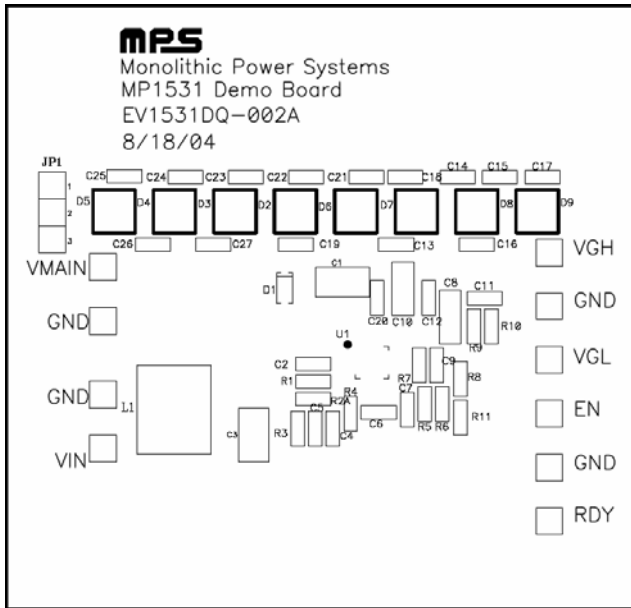 MPS
Monolithic Power Systems
MP1531 Demo Board
EV1531DQ-002A
8/18/04
JP1
1
2
3
C25
C24
C23
C22
C21
C18
C14
C15
C17
D5
D4
D3
D2
D6
D7
D8
D9
C26
C27
C19
C13
C16
VMAIN
GND
GND
VIN
VGH
GND
VGL
EN
GND
RDY
D1
C1
C20
C10
C12
C8
C11
R9
R10
U1
C2
R1
R2A
R4
R3
C5
C4
C6
C7
R7
C9
R8
R5
R6
R11
L1
C3